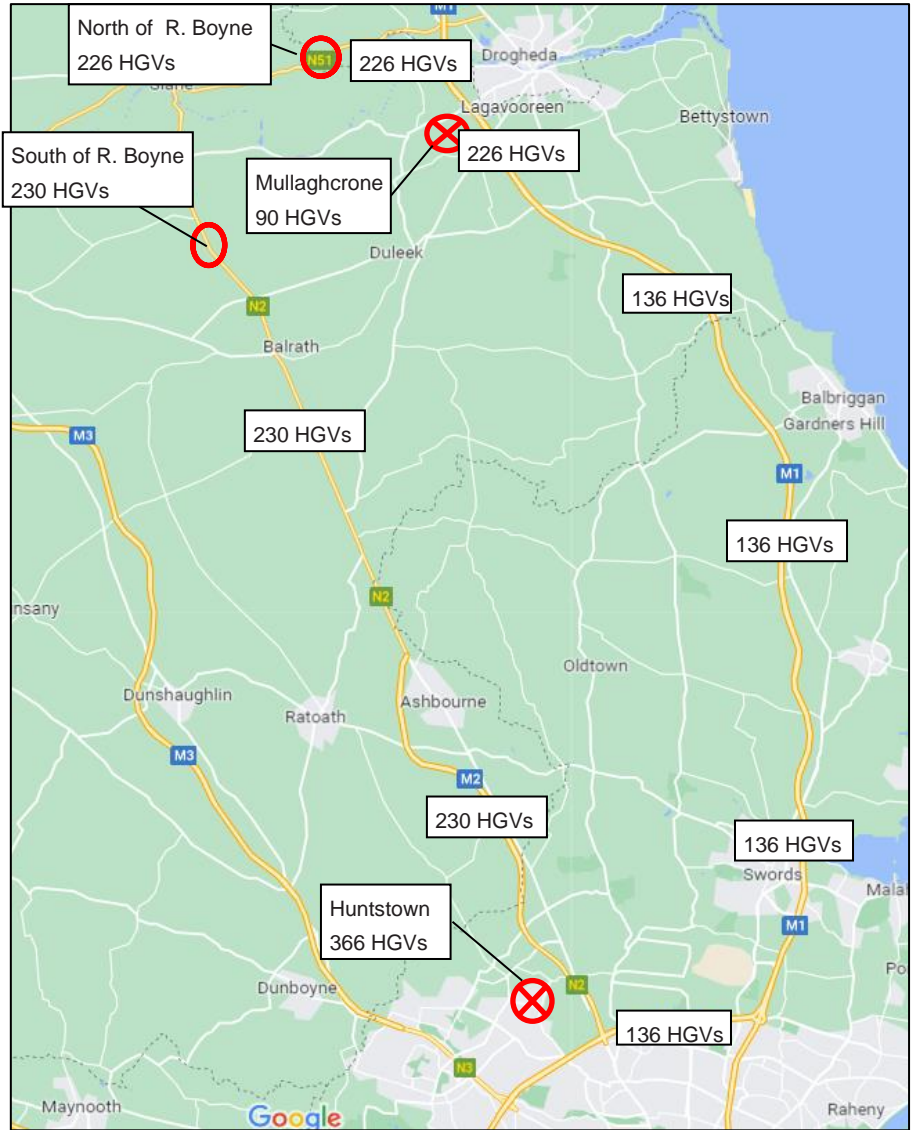 M1
North of R. Boyne
226 HGVs
N51
226 HGVs
Drogheda
Slane
Lagavooreen
Bettystown
South of R. Boyne
230 HGVs
226 HGVs
Mullaghcrone
90 HGVs
Duleek
136 HGVs
N2
Balrath
Balbriggan
Gardners Hill
230 HGVs
M3
M1
136 HGVs
N2
nsany
Oldtown
Dunshaughlin
Ratoath
Ashbourne
M3
M2
230 HGVs
136 HGVs
Swords
Malah
Huntstown
366 HGVs
M1
Dunboyne
N2
Po
136 HGVs
N3
Maynooth
Google
Raheny